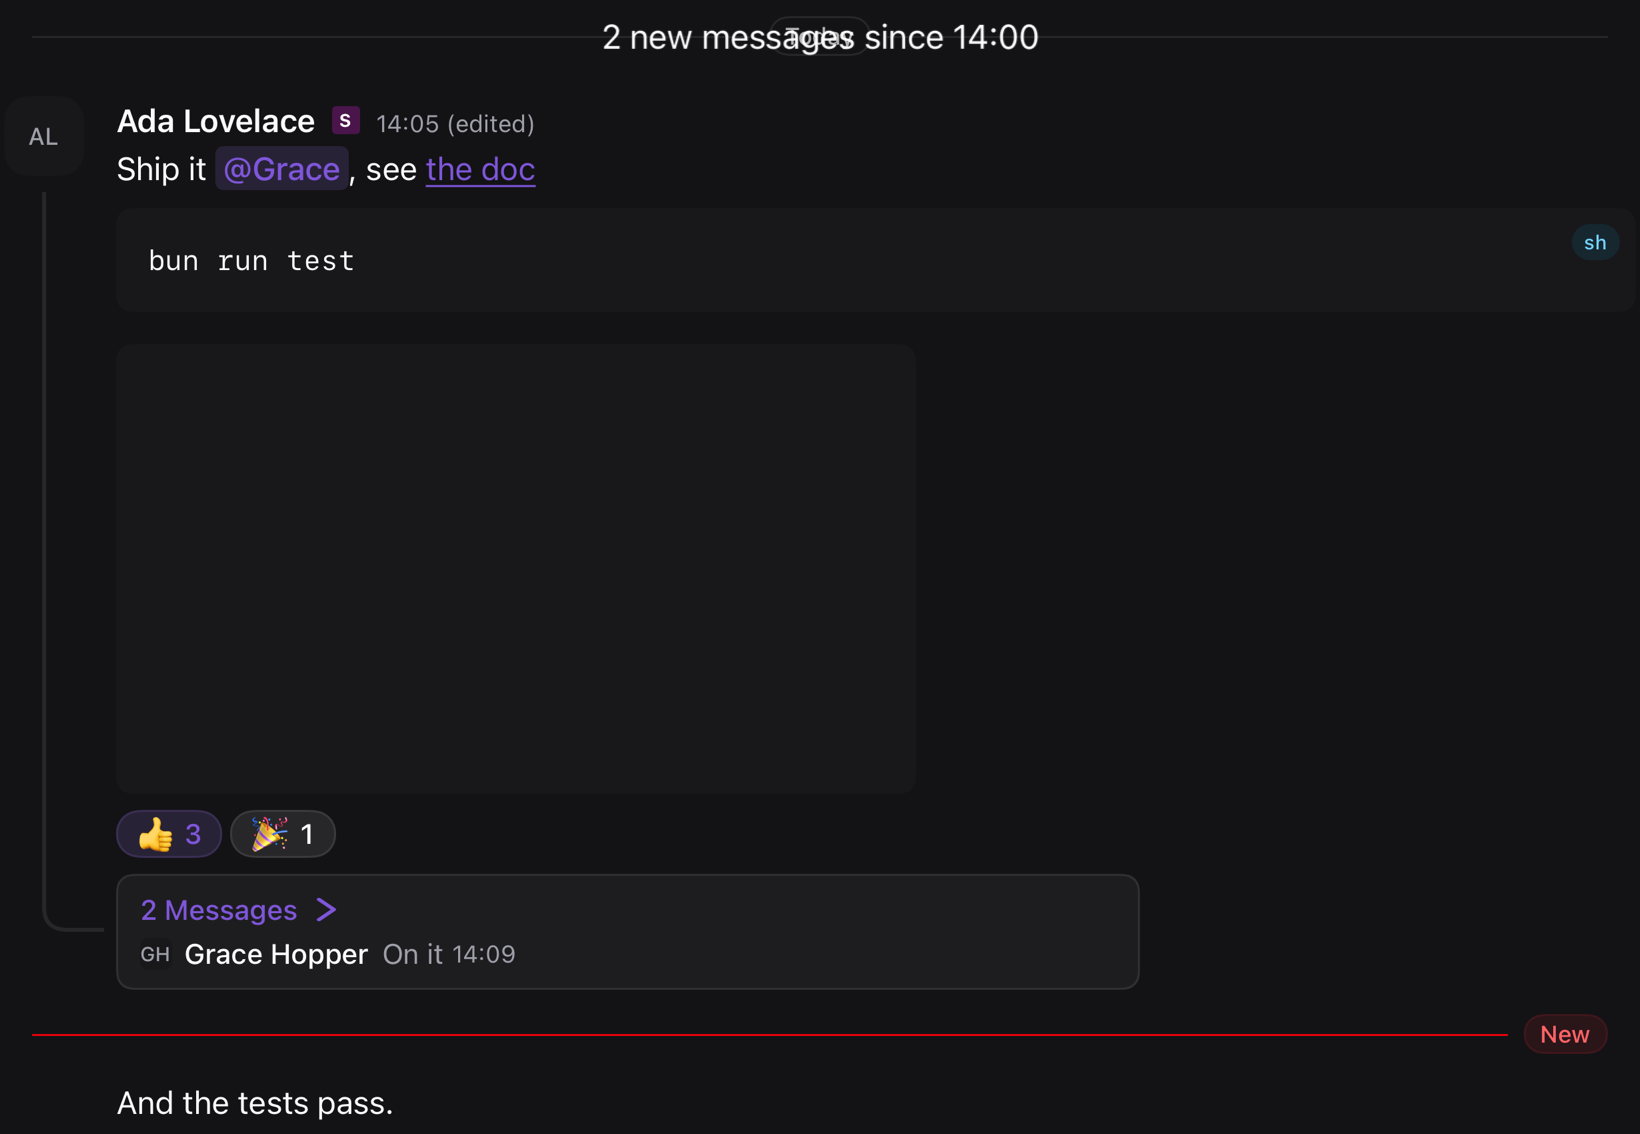 2 new messages since 14:00
Today
AL
Ada Lovelace S 14:05 (edited)
Ship it @Grace, see the doc
sh
bun run test
👍 3 🎉 1
2 Messages >
GH Grace Hopper On it 14:09
New
And the tests pass.